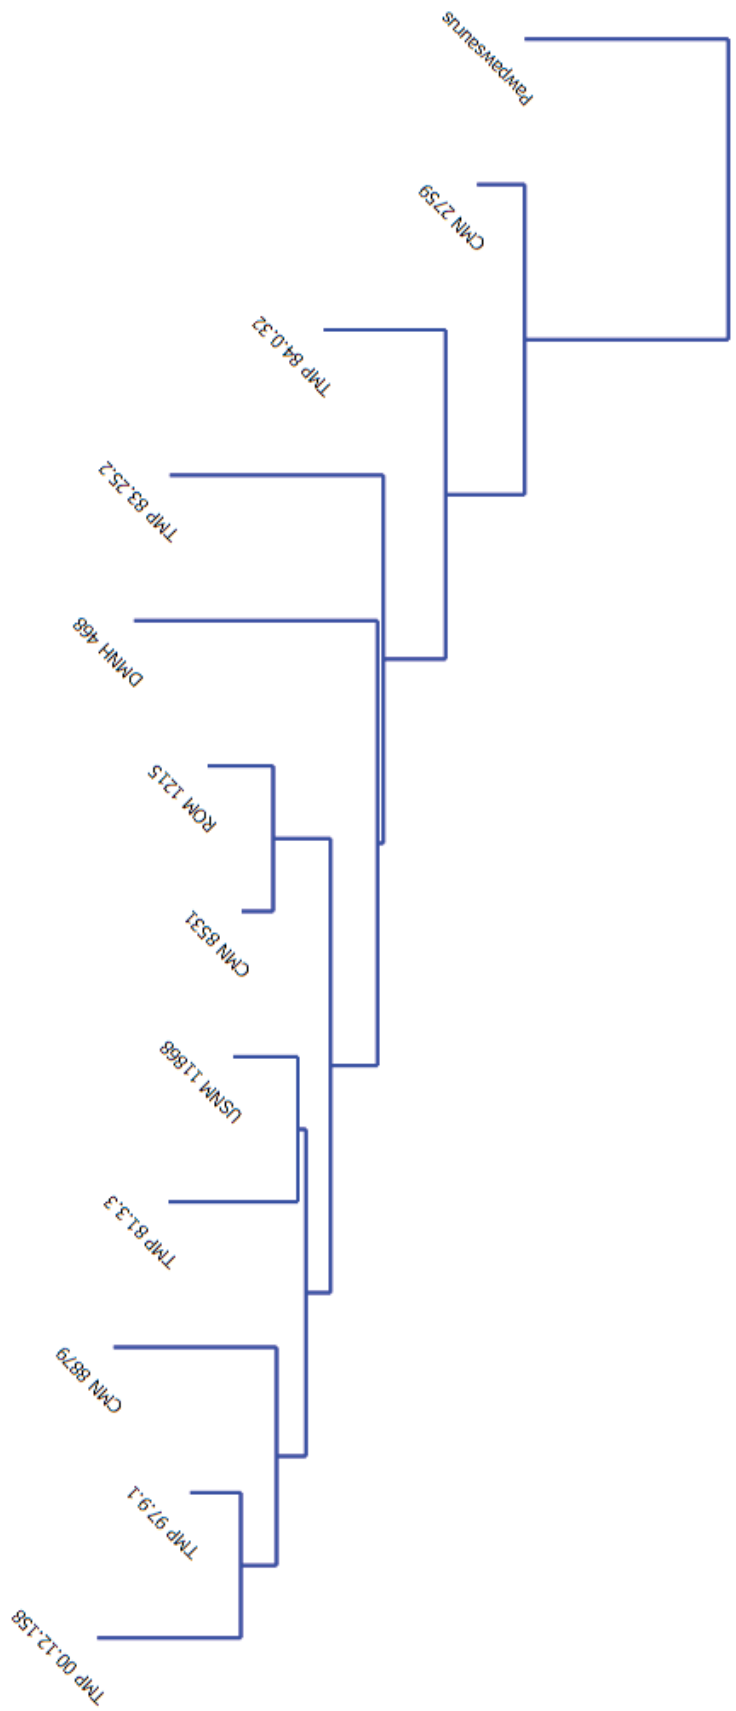 Pawpawsaurus
CMN 2759
TMP 84.0.32
TMP 83.25.2
DMNH 468
ROM 1215
CMN 8531
USNM 11868
TMP 81.3.3
CMN 8879
TMP 97.9.1
TMP 00.12.158